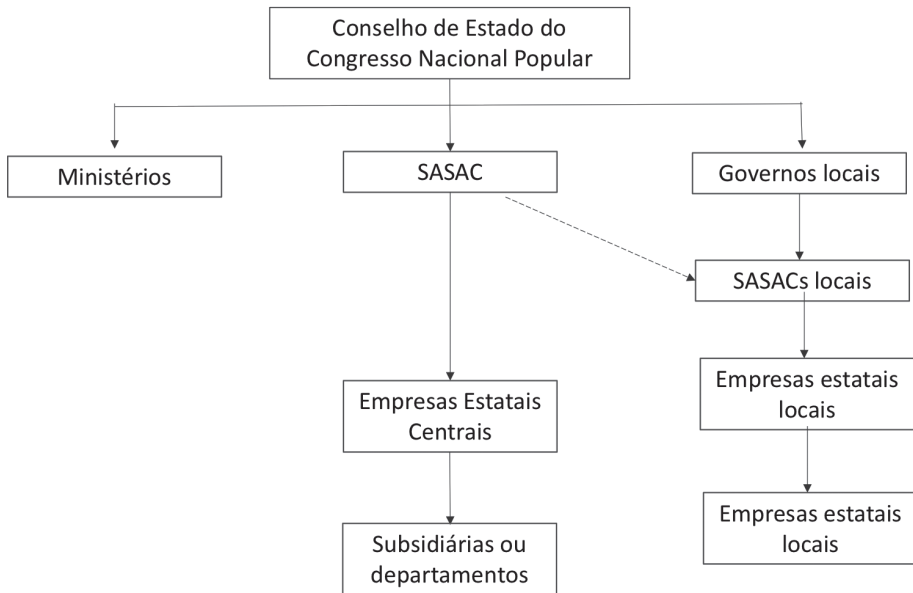 Conselho de Estado do
Congresso Nacional Popular
Ministérios
SASAC
Governos locais
SASACs locais
Empresas estatais
locais
Empresas Estatais
Centrais
Empresas estatais
locais
Subsidiárias ou
departamentos